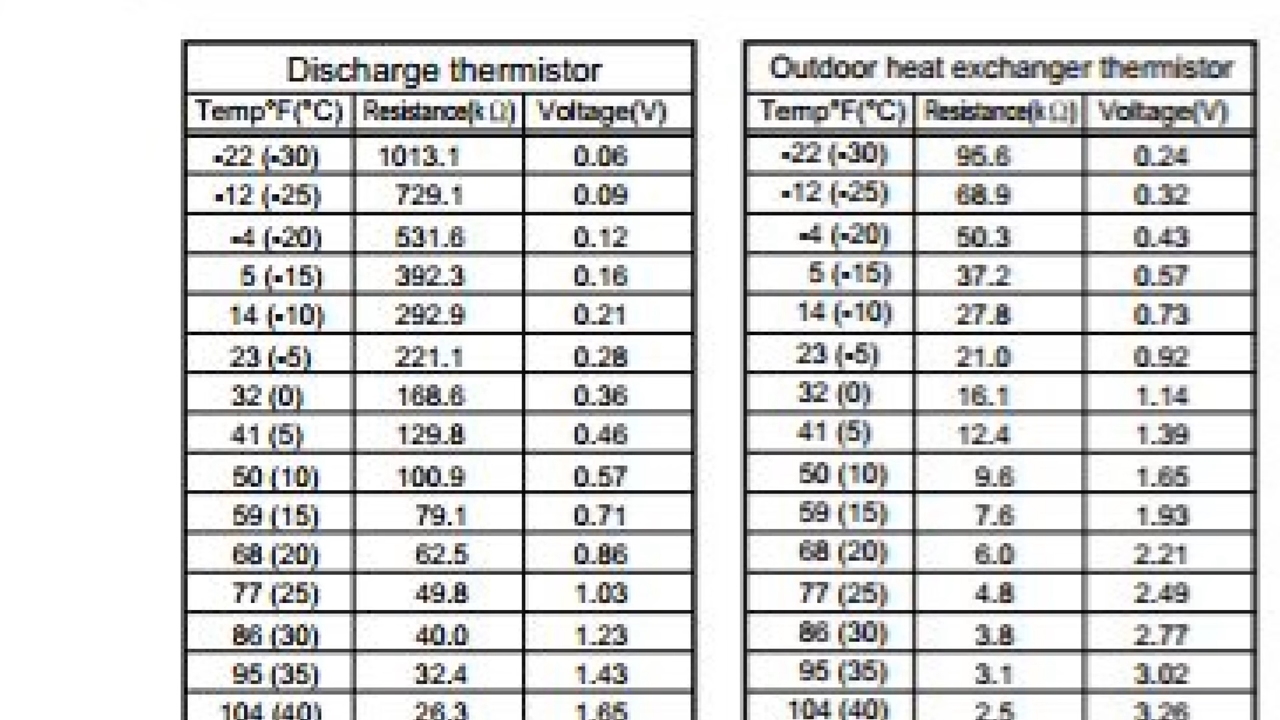 Discharge thermistor
Temp°F(°C) Resistance(k Ω) Voltage(V)
-22 (-30) 1013.1 0.06
-12 (-25) 729.1 0.09
-4 (-20) 531.6 0.12
5 (-15) 392.3 0.16
14 (-10) 292.9 0.21
23 (-5) 221.1 0.28
32 (0) 168.6 0.36
41 (5) 129.8 0.46
50 (10) 100.9 0.57
59 (15) 79.1 0.71
68 (20) 62.5 0.86
77 (25) 49.8 1.03
86 (30) 40.0 1.23
95 (35) 32.4 1.43
104 (40) 26.3 1.65
Outdoor heat exchanger thermistor
Temp°F(°C) Resistance(k Ω) Voltage(V)
-22 (-30) 95.6 0.24
-12 (-25) 68.9 0.32
-4 (-20) 50.3 0.43
5 (-15) 37.2 0.57
14 (-10) 27.8 0.73
23 (-5) 21.0 0.92
32 (0) 16.1 1.14
41 (5) 12.4 1.39
50 (10) 9.6 1.65
59 (15) 7.6 1.93
68 (20) 6.0 2.21
77 (25) 4.8 2.49
86 (30) 3.8 2.77
95 (35) 3.1 3.02
104 (40) 2.5 3.26